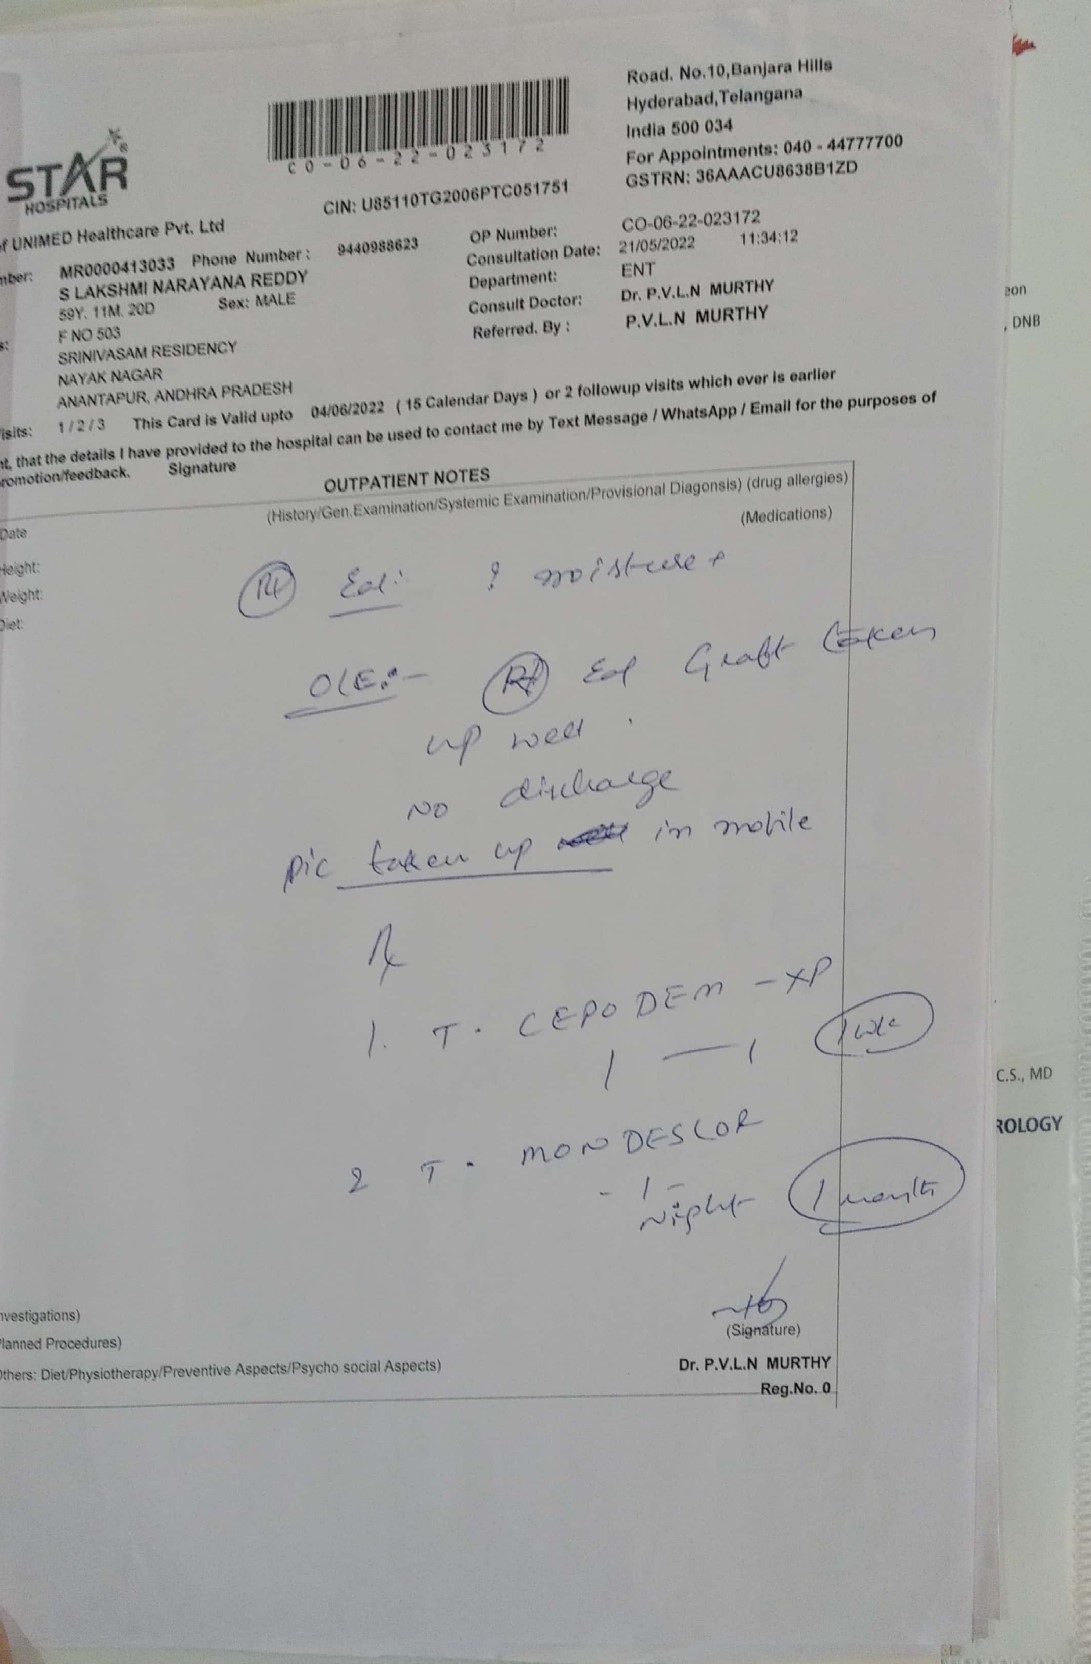 STAR
HOSPITALS
CO-06-22-023172
CIN: U85110TG2006PTC051751
Road. No.10,Banjara Hills
Hyderabad,Telangana
India 500 034
For Appointments: 040 - 44777700
GSTRN: 36AAACU8638B1ZD
f UNIMED Healthcare Pvt. Ltd
mber: MR0000413033 Phone Number : 9440988623
S LAKSHMI NARAYANA REDDY
59Y. 11M. 20D Sex: MALE
s: F NO 503
SRINIVASAM RESIDENCY
NAYAK NAGAR
ANANTAPUR, ANDHRA PRADESH
OP Number: CO-06-22-023172
Consultation Date: 21/05/2022 11:34:12
Department: ENT
Consult Doctor: Dr. P.V.L.N MURTHY
Referred. By : P.V.L.N MURTHY
isits: 1 / 2 / 3 This Card is Valid upto 04/06/2022 ( 15 Calendar Days ) or 2 followup visits which ever is earlier
nt, that the details I have provided to the hospital can be used to contact me by Text Message / WhatsApp / Email for the purposes of
romotion/feedback. Signature
OUTPATIENT NOTES
(History/Gen.Examination/Systemic Examination/Provisional Diagonsis) (drug allergies)
(Medications)
Date
Height:
Weight:
Diet:
Rt ? moisture +
O/E:- Rt Graft taken
up well.
NO discharge
pic taken up in mobile
Rx
1. T. CEPODEM - XP
1 — 1 1 wk
2 T. MONDESLOR
- 1 -
Night 1 month
nvestigations)
lanned Procedures)
Others: Diet/Physiotherapy/Preventive Aspects/Psycho social Aspects)
(Signature)
Dr. P.V.L.N MURTHY
Reg.No. 0
eon
, DNB
C.S., MD
ROLOGY